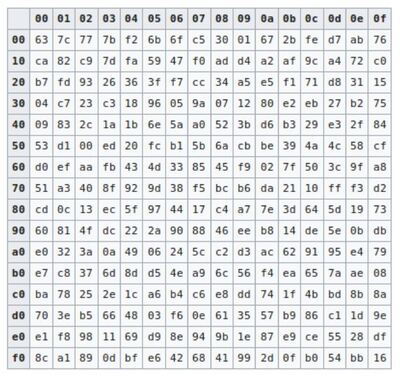 00 01 02 03 04 05 06 07 08 09 0a 0b 0c 0d 0e 0f
00 63 7c 77 7b f2 6b 6f c5 30 01 67 2b fe d7 ab 76
10 ca 82 c9 7d fa 59 47 f0 ad d4 a2 af 9c a4 72 c0
20 b7 fd 93 26 36 3f f7 cc 34 a5 e5 f1 71 d8 31 15
30 04 c7 23 c3 18 96 05 9a 07 12 80 e2 eb 27 b2 75
40 09 83 2c 1a 1b 6e 5a a0 52 3b d6 b3 29 e3 2f 84
50 53 d1 00 ed 20 fc b1 5b 6a cb be 39 4a 4c 58 cf
60 d0 ef aa fb 43 4d 33 85 45 f9 02 7f 50 3c 9f a8
70 51 a3 40 8f 92 9d 38 f5 bc b6 da 21 10 ff f3 d2
80 cd 0c 13 ec 5f 97 44 17 c4 a7 7e 3d 64 5d 19 73
90 60 81 4f dc 22 2a 90 88 46 ee b8 14 de 5e 0b db
a0 e0 32 3a 0a 49 06 24 5c c2 d3 ac 62 91 95 e4 79
b0 e7 c8 37 6d 8d d5 4e a9 6c 56 f4 ea 65 7a ae 08
c0 ba 78 25 2e 1c a6 b4 c6 e8 dd 74 1f 4b bd 8b 8a
d0 70 3e b5 66 48 03 f6 0e 61 35 57 b9 86 c1 1d 9e
e0 e1 f8 98 11 69 d9 8e 94 9b 1e 87 e9 ce 55 28 df
f0 8c a1 89 0d bf e6 42 68 41 99 2d 0f b0 54 bb 16